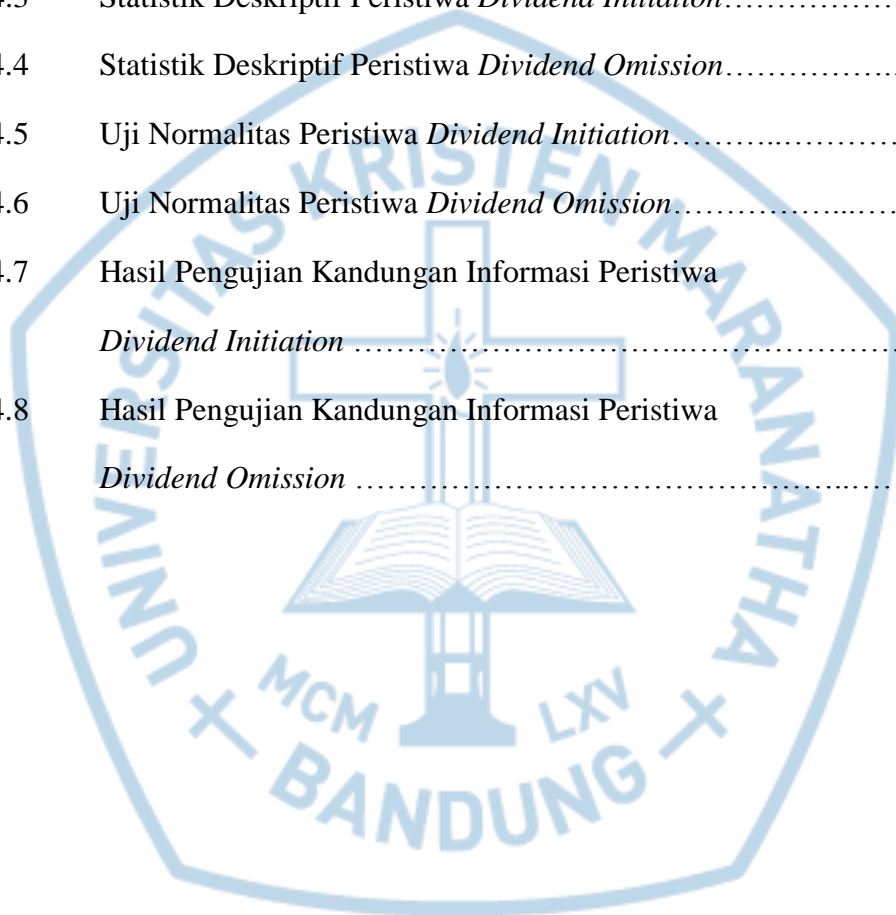 4.3 Statistik Deskriptif Peristiwa Dividend Initiation………………
4.4 Statistik Deskriptif Peristiwa Dividend Omission……………..
4.5 Uji Normalitas Peristiwa Dividend Initiation………..…………
4.6 Uji Normalitas Peristiwa Dividend Omission……………...……
4.7 Hasil Pengujian Kandungan Informasi Peristiwa
Dividend Initiation …………………………..…………………
4.8 Hasil Pengujian Kandungan Informasi Peristiwa
Dividend Omission ………………………………………..……
UNIVERSITAS KRISTEN MARANATHA
MCM LXV
BANDUNG